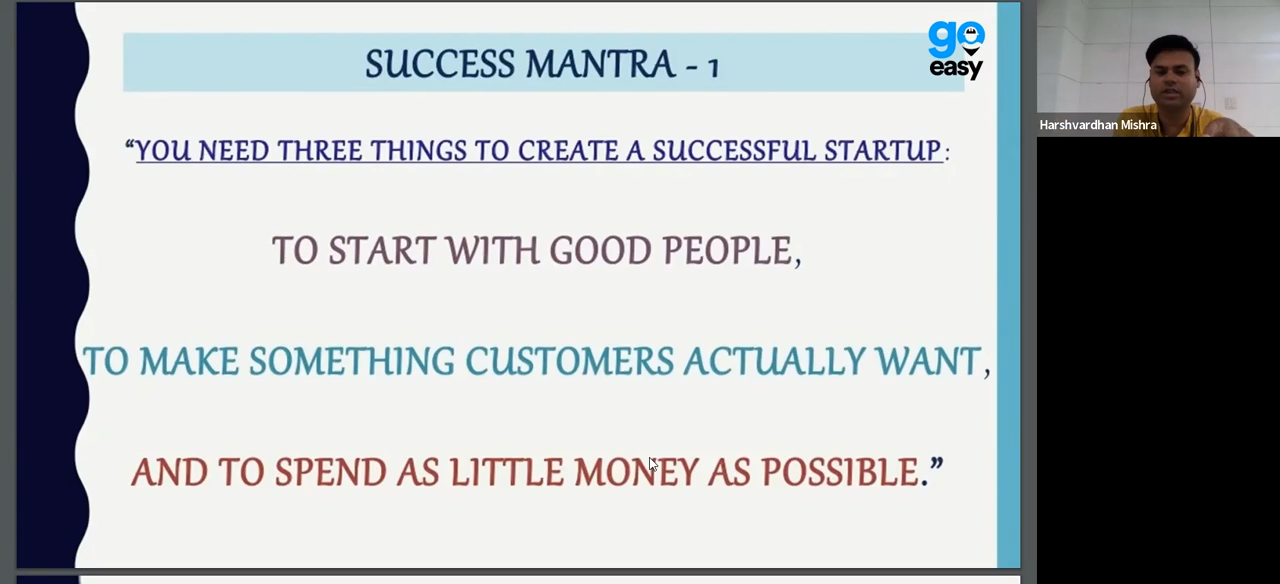 SUCCESS MANTRA - 1
go
easy
“YOU NEED THREE THINGS TO CREATE A SUCCESSFUL STARTUP:
TO START WITH GOOD PEOPLE,
TO MAKE SOMETHING CUSTOMERS ACTUALLY WANT,
AND TO SPEND AS LITTLE MONEY AS POSSIBLE.”
Harshvardhan Mishra